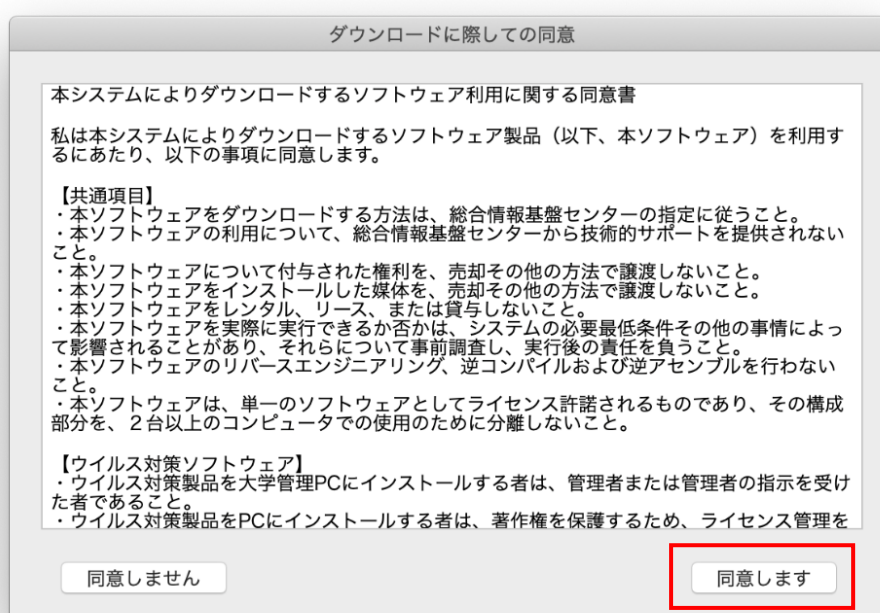 ダウンロードに際しての同意
本システムによりダウンロードするソフトウェア利用に関する同意書
私は本システムによりダウンロードするソフトウェア製品（以下、本ソフトウェア）を利用す
るにあたり、以下の事項に同意します。
【共通項目】
・本ソフトウェアをダウンロードする方法は、総合情報基盤センターの指定に従うこと。
・本ソフトウェアの利用について、総合情報基盤センターから技術的サポートを提供されない
こと。
・本ソフトウェアについて付与された権利を、売却その他の方法で譲渡しないこと。
・本ソフトウェアをインストールした媒体を、売却その他の方法で譲渡しないこと。
・本ソフトウェアをレンタル、リース、または貸与しないこと。
・本ソフトウェアを実際に実行できるか否かは、システムの必要最低条件その他の事情によっ
て影響されることがあり、それらについて事前調査し、実行後の責任を負うこと。
・本ソフトウェアのリバースエンジニアリング、逆コンパイルおよび逆アセンブルを行わない
こと。
・本ソフトウェアは、単一のソフトウェアとしてライセンス許諾されるものであり、その構成
部分を、２台以上のコンピュータでの使用のために分離しないこと。
【ウイルス対策ソフトウェア】
・ウイルス対策製品を大学管理PCにインストールする者は、管理者または管理者の指示を受け
た者であること。
・ウイルス対策製品をPCにインストールする者は、著作権を保護するため、ライセンス管理を
同意しません
同意します